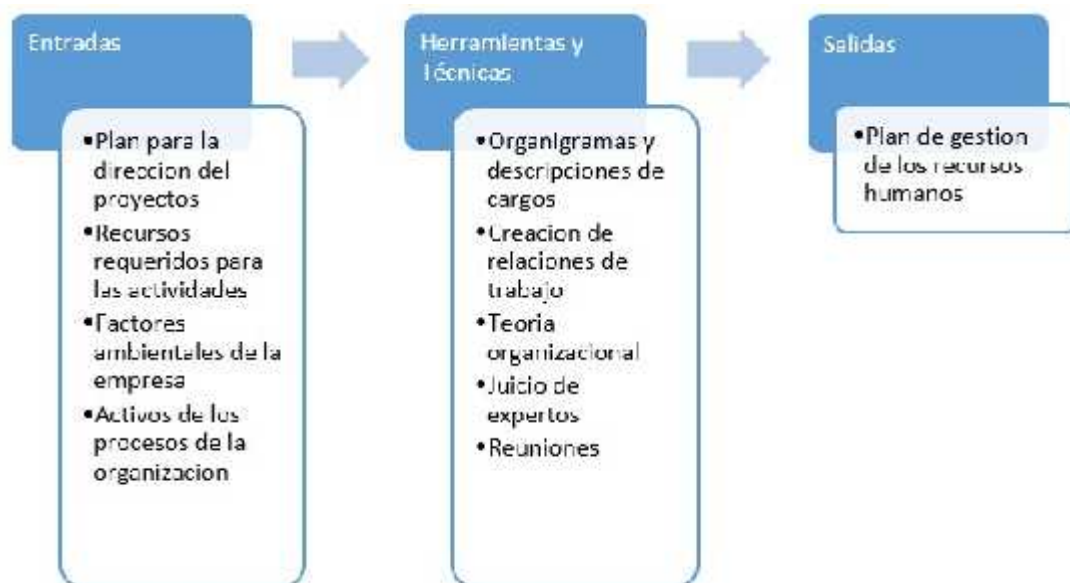 Entradas
•Plan para la
direccion del
proyectos
•Recursos
requeridos para
las actividades
•Factores
ambientales de la
empresa
•Activos de los
procesos de la
organizacion
Herramientas y
Técnicas
•Organigramas y
descripciones de
cargos
•Creacion de
relaciones de
trabajo
•Teoria
organizacional
•Juicio de
expertos
•Reuniones
Salidas
•Plan de gestion
de los recursos
humanos